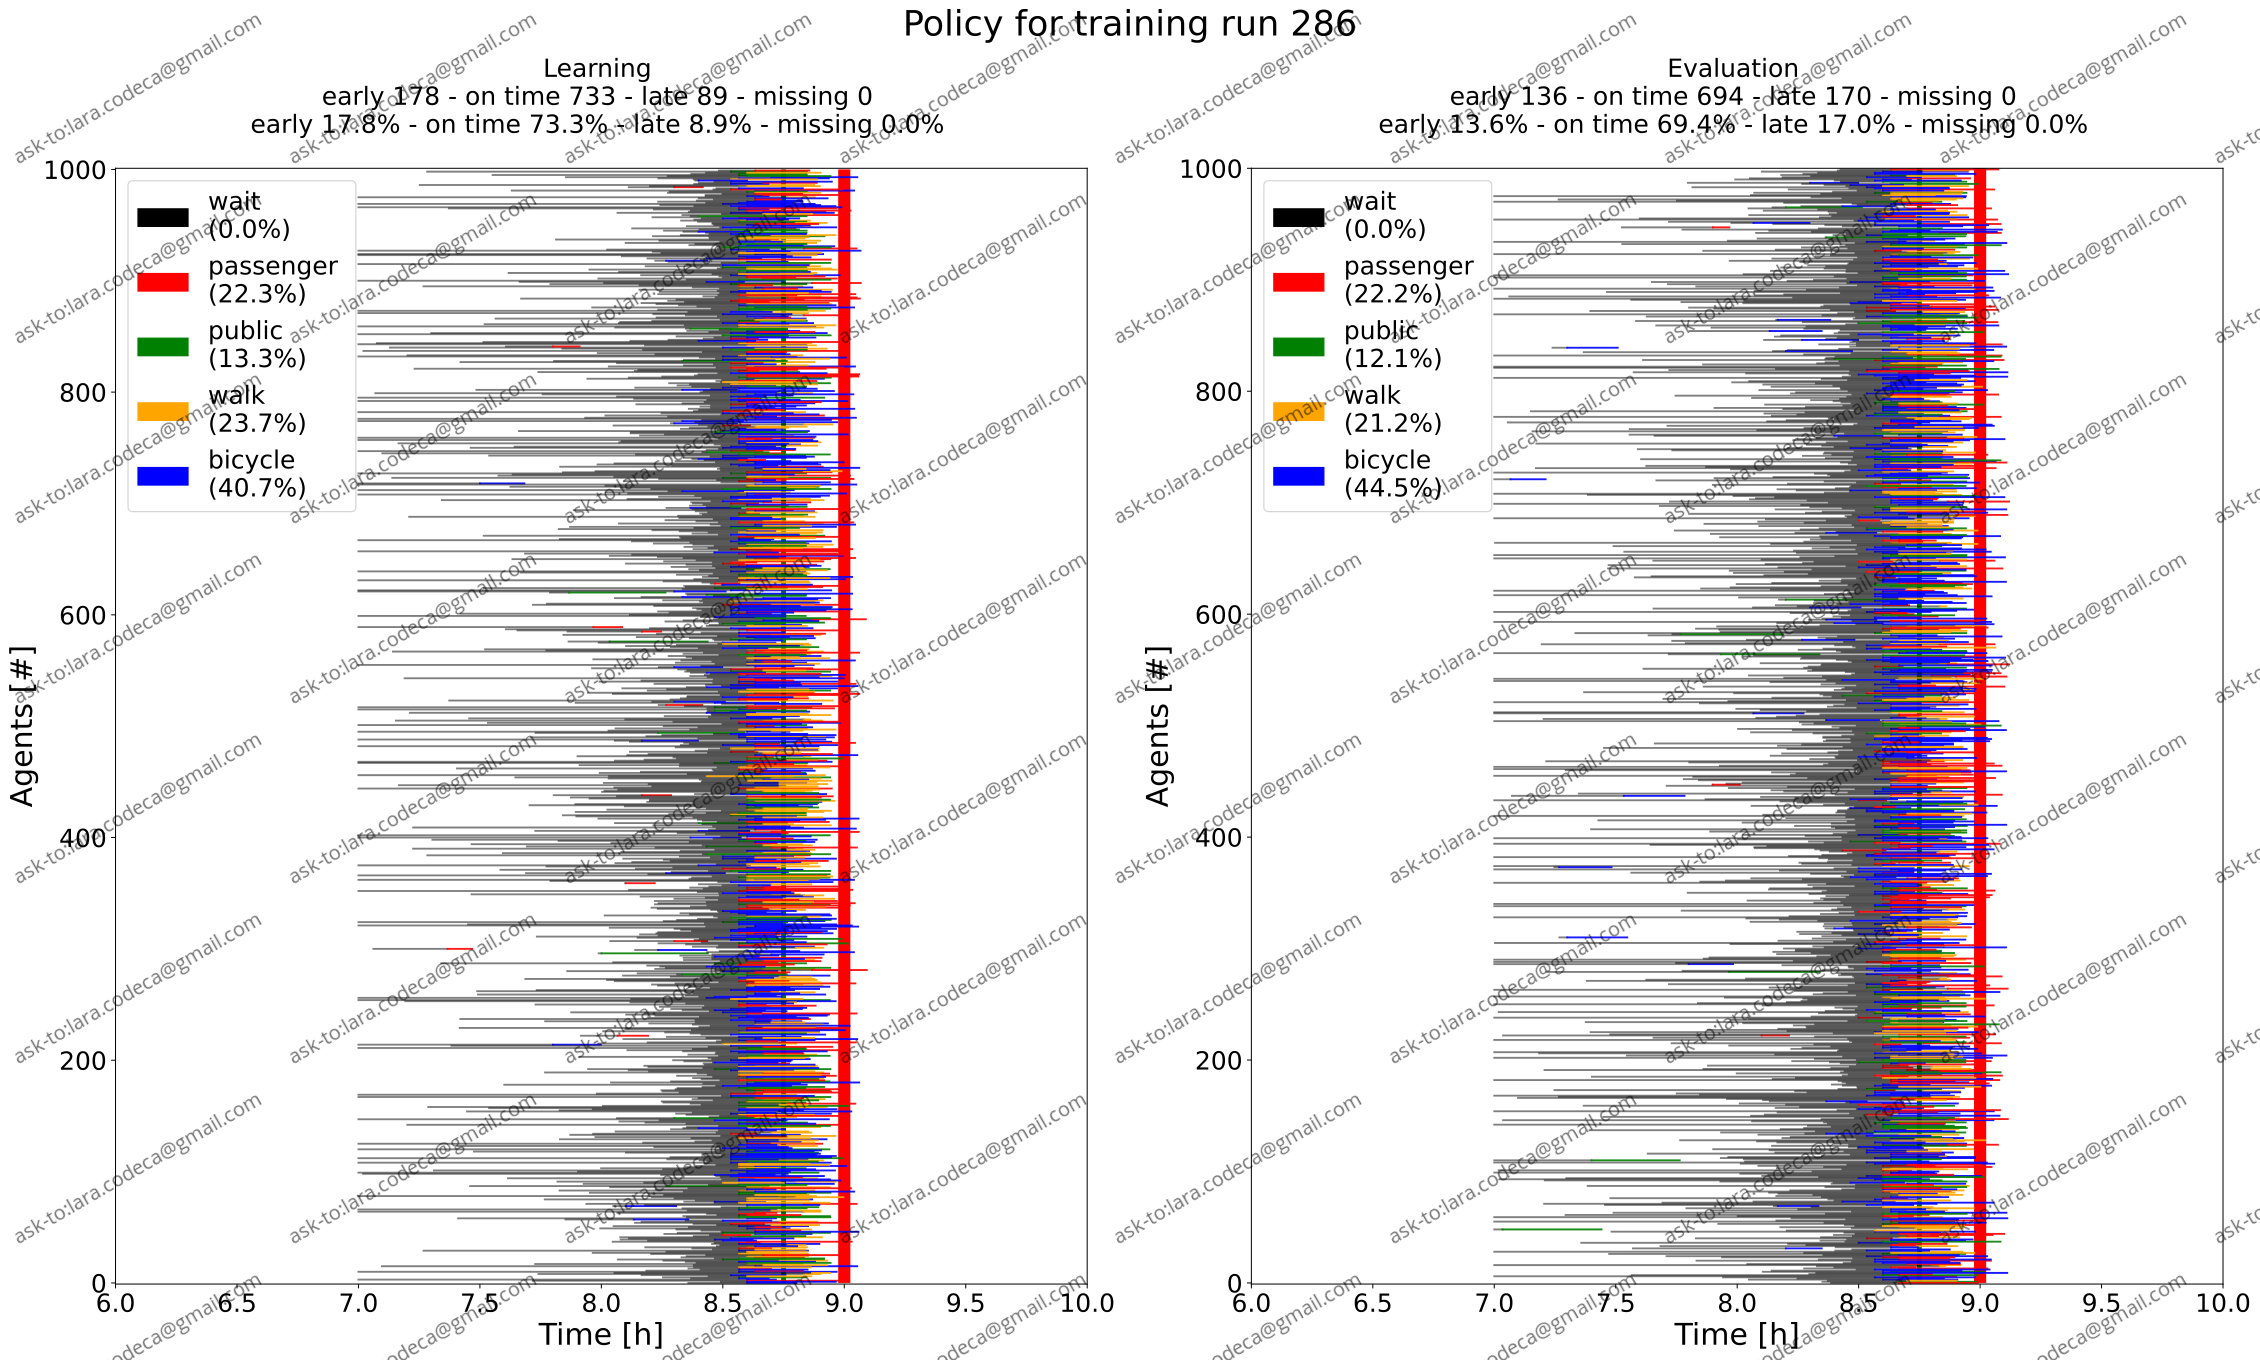 Policy for training run 286
Learning
early 178 - on time 733 - late 89 - missing 0
early 17.8% - on time 73.3% - late 8.9% - missing 0.0%
1000
800
600
400
200
0
Agents [#]
wait
(0.0%)
passenger
(22.3%)
public
(13.3%)
walk
(23.7%)
bicycle
(40.7%)
6.0 6.5 7.0 7.5 8.0 8.5 9.0 9.5 10.0
Time [h]
Evaluation
early 136 - on time 694 - late 170 - missing 0
early 13.6% - on time 69.4% - late 17.0% - missing 0.0%
1000
800
600
400
200
0
Agents [#]
wait
(0.0%)
passenger
(22.2%)
public
(12.1%)
walk
(21.2%)
bicycle
(44.5%)
6.0 6.5 7.0 7.5 8.0 8.5 9.0 9.5 10.0
Time [h]
ask-to:lara.codeca@gmail.com